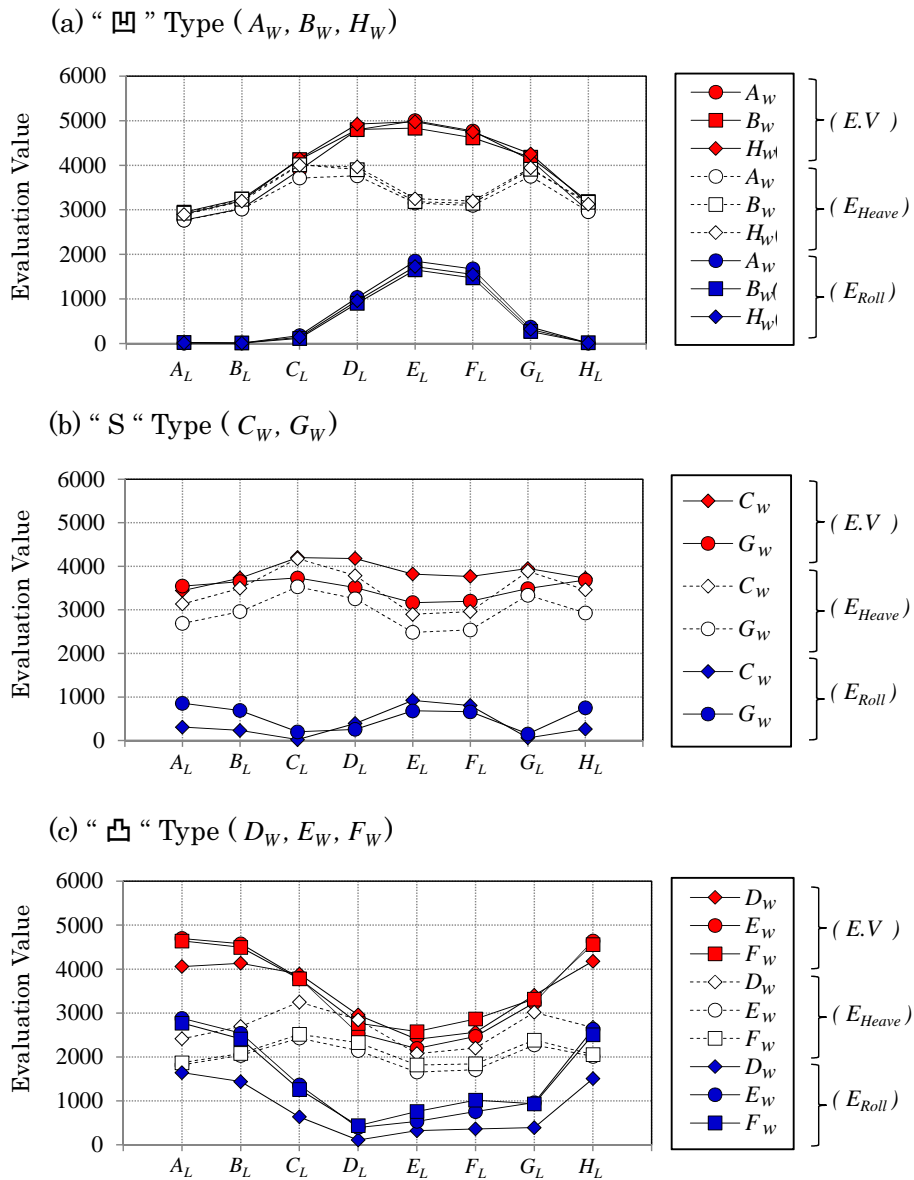 (a) “ 凹 ” Type ( A_W, B_W, H_W)
6000
5000
4000
3000
2000
1000
0
Evaluation Value
A_L B_L C_L D_L E_L F_L G_L H_L
A_w
B_w
H_w(
A_w
B_w
H_w(
A_w
B_w(
H_w(
( E.V )
( E_Heave )
( E_Roll )
(b) “ S “ Type ( C_W, G_W)
6000
5000
4000
3000
2000
1000
0
Evaluation Value
A_L B_L C_L D_L E_L F_L G_L H_L
C_w
G_w
C_w
G_w
C_w
G_w
( E.V )
( E_Heave )
( E_Roll )
(c) “ 凸 “ Type ( D_W, E_W, F_W)
6000
5000
4000
3000
2000
1000
0
Evaluation Value
A_L B_L C_L D_L E_L F_L G_L H_L
D_w
E_w
F_w
D_w
E_w
F_w
D_w
E_w
F_w
( E.V )
( E_Heave )
( E_Roll )